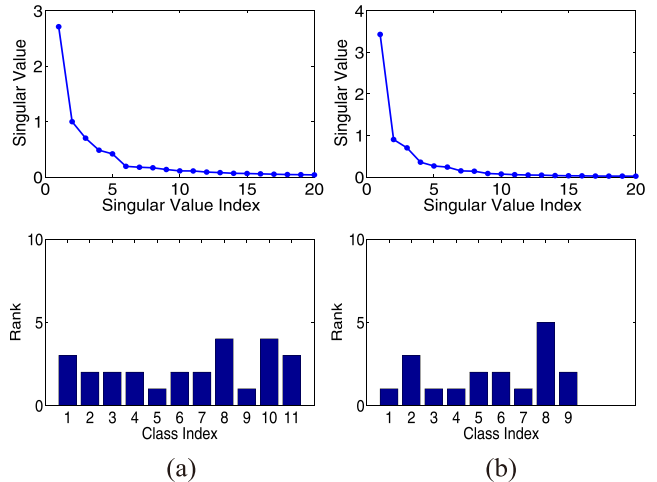 3
2
1
0
Singular Value
0 5 10 15 20
Singular Value Index
4
3
2
1
0
Singular Value
0 5 10 15 20
Singular Value Index
10
5
0
Rank
1 2 3 4 5 6 7 8 9 10 11
Class Index
(a)
10
5
0
Rank
1 2 3 4 5 6 7 8 9
Class Index
(b)